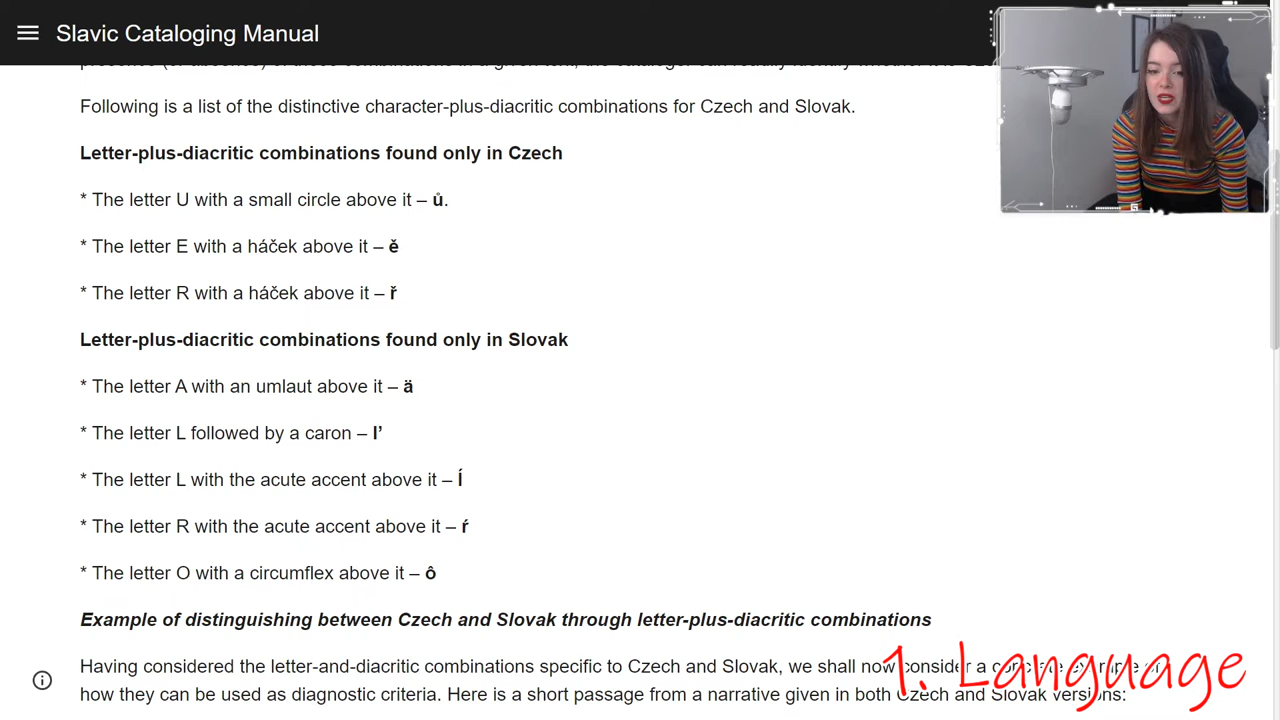 Slavic Cataloging Manual
Following is a list of the distinctive character-plus-diacritic combinations for Czech and Slovak.
Letter-plus-diacritic combinations found only in Czech
* The letter U with a small circle above it – ů.
* The letter E with a háček above it – ě
* The letter R with a háček above it – ř
Letter-plus-diacritic combinations found only in Slovak
* The letter A with an umlaut above it – ä
* The letter L followed by a caron – l’
* The letter L with the acute accent above it – ĺ
* The letter R with the acute accent above it – ŕ
* The letter O with a circumflex above it – ô
Example of distinguishing between Czech and Slovak through letter-plus-diacritic combinations
Having considered the letter-and-diacritic combinations specific to Czech and Slovak, we shall now consider a concrete example of
how they can be used as diagnostic criteria. Here is a short passage from a narrative given in both Czech and Slovak versions:
1. Language